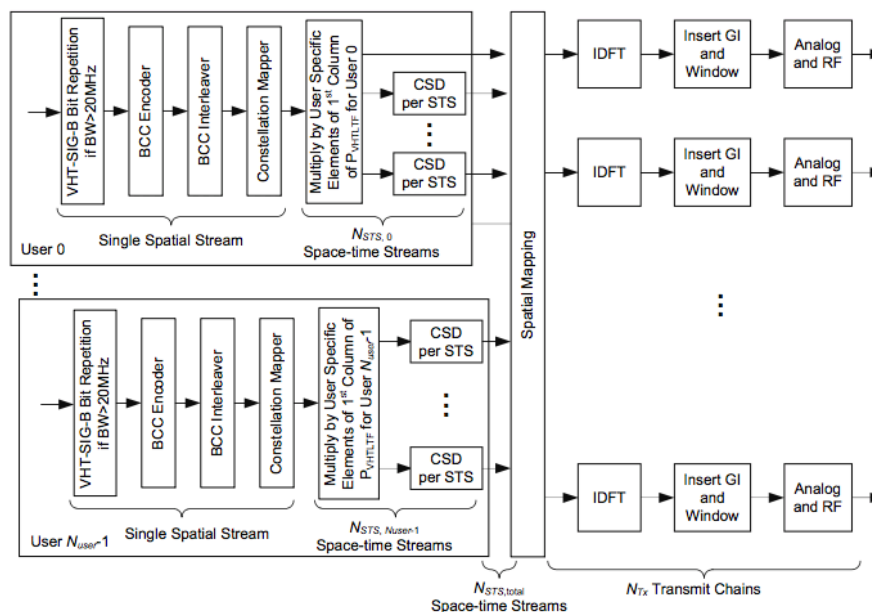 VHT-SIG-B Bit Repetition
if BW>20MHz
BCC Encoder
BCC Interleaver
Constellation Mapper
Multiply by User Specific
Elements of 1st Column
of PVHTLTF for User 0
CSD
per STS
CSD
per STS
Single Spatial Stream
NSTS, 0
Space-time Streams
User 0
VHT-SIG-B Bit Repetition
if BW>20MHz
BCC Encoder
BCC Interleaver
Constellation Mapper
Multiply by User Specific
Elements of 1st Column of
PVHTLTF for User Nuser-1
CSD
per STS
CSD
per STS
Single Spatial Stream
NSTS, Nuser-1
Space-time Streams
User Nuser-1
Spatial Mapping
IDFT
Insert GI
and
Window
Analog
and RF
IDFT
Insert GI
and
Window
Analog
and RF
IDFT
Insert GI
and
Window
Analog
and RF
NSTS,total
Space-time Streams
NTx Transmit Chains